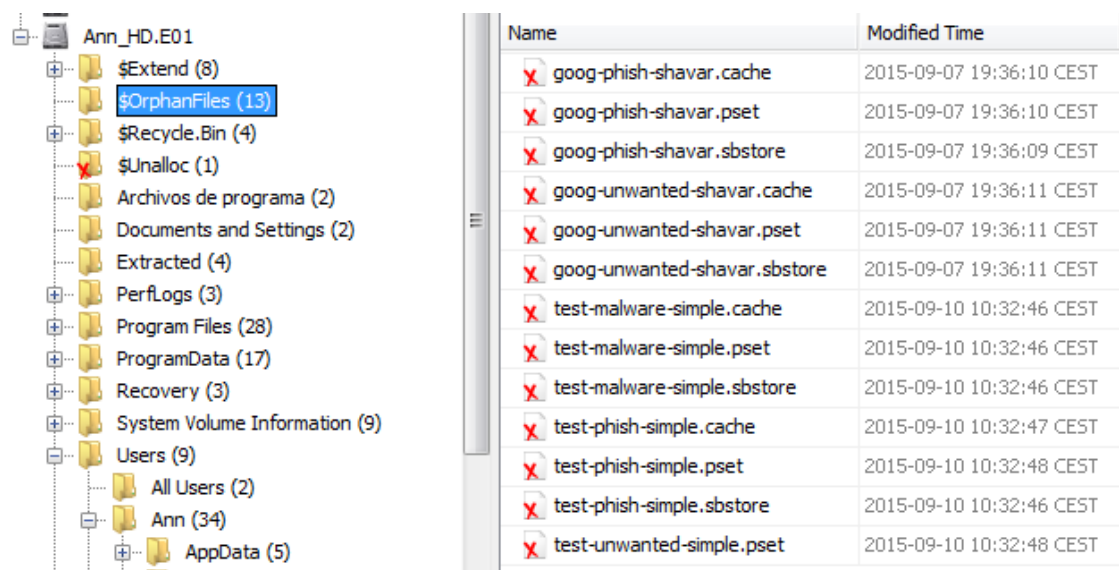 Ann_HD.E01
$Extend (8)
$OrphanFiles (13)
$Recycle.Bin (4)
$Unalloc (1)
Archivos de programa (2)
Documents and Settings (2)
Extracted (4)
PerfLogs (3)
Program Files (28)
ProgramData (17)
Recovery (3)
System Volume Information (9)
Users (9)
All Users (2)
Ann (34)
AppData (5)
Name Modified Time
goog-phish-shavar.cache 2015-09-07 19:36:10 CEST
goog-phish-shavar.pset 2015-09-07 19:36:10 CEST
goog-phish-shavar.sbstore 2015-09-07 19:36:09 CEST
goog-unwanted-shavar.cache 2015-09-07 19:36:11 CEST
goog-unwanted-shavar.pset 2015-09-07 19:36:11 CEST
goog-unwanted-shavar.sbstore 2015-09-07 19:36:11 CEST
test-malware-simple.cache 2015-09-10 10:32:46 CEST
test-malware-simple.pset 2015-09-10 10:32:46 CEST
test-malware-simple.sbstore 2015-09-10 10:32:46 CEST
test-phish-simple.cache 2015-09-10 10:32:47 CEST
test-phish-simple.pset 2015-09-10 10:32:48 CEST
test-phish-simple.sbstore 2015-09-10 10:32:48 CEST
test-unwanted-simple.pset 2015-09-10 10:32:48 CEST